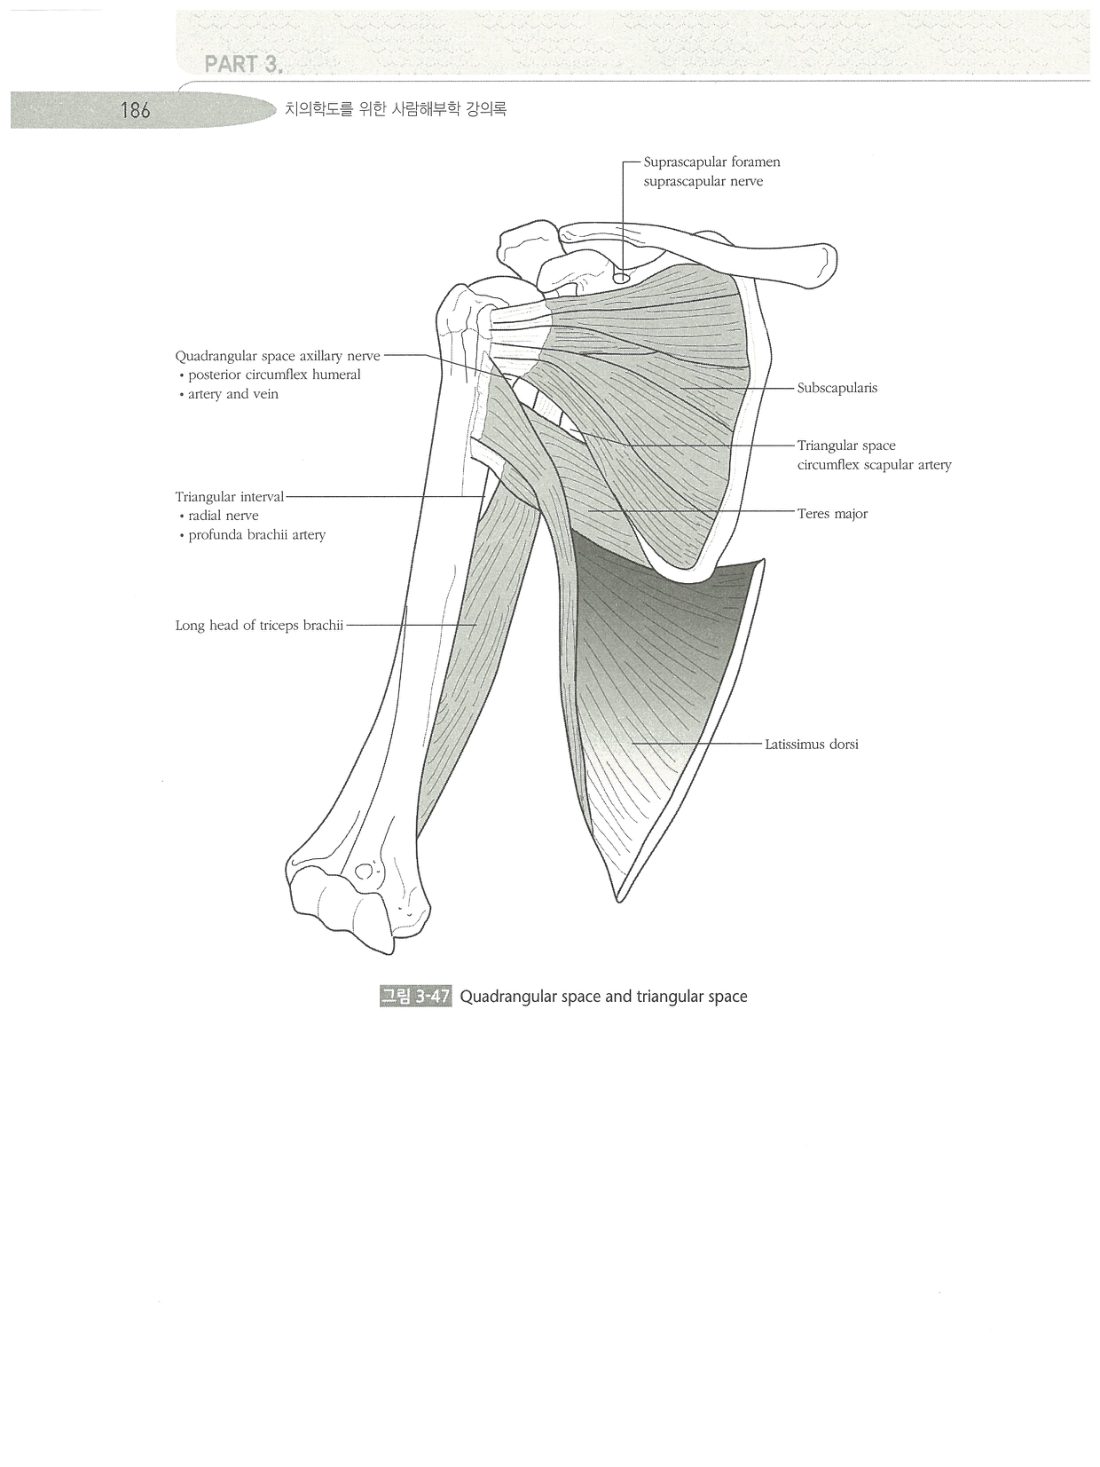 PART 3.
186
치의학도를 위한 사람해부학 강의록
Suprascapular foramen
suprascapular nerve
Quadrangular space axillary nerve
• posterior circumflex humeral
• artery and vein
Subscapularis
Triangular space
circumflex scapular artery
Triangular interval
• radial nerve
• profunda brachii artery
Teres major
Long head of triceps brachii
Latissimus dorsi
그림 3-47 Quadrangular space and triangular space